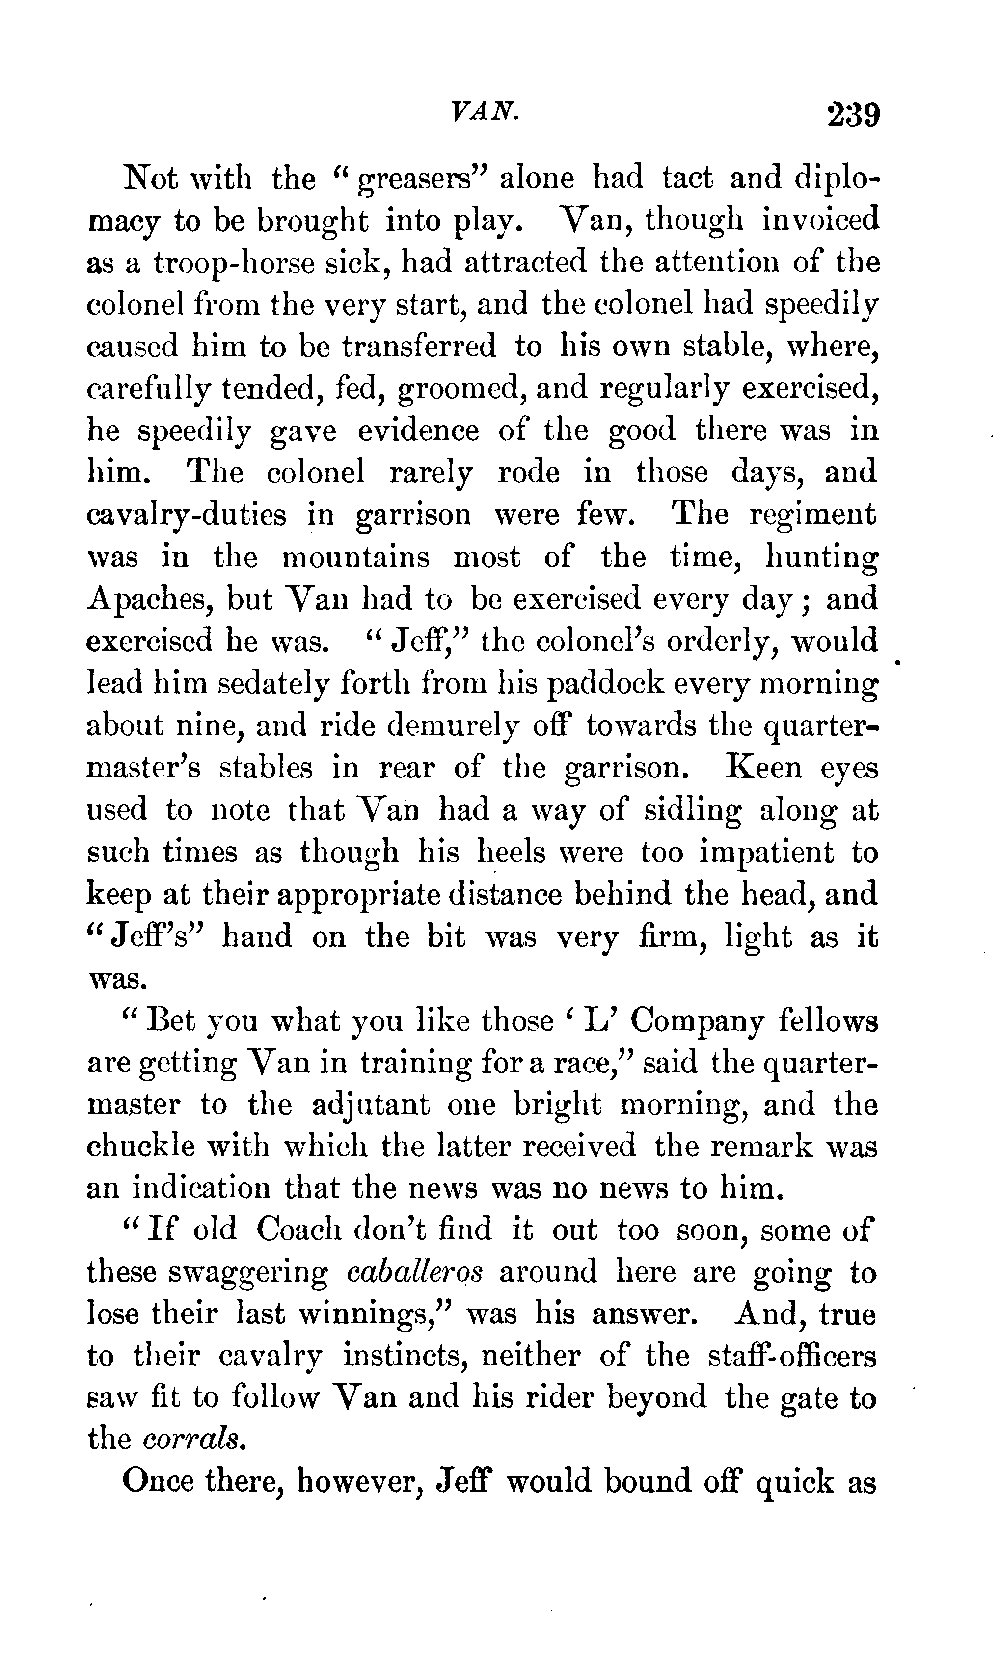 VAN. 239
Not with the “greasers” alone had tact and diplo-
macy to be brought into play. Van, though invoiced
as a troop-horse sick, had attracted the attention of the
colonel from the very start, and the colonel had speedily
caused him to be transferred to his own stable, where,
carefully tended, fed, groomed, and regularly exercised,
he speedily gave evidence of the good there was in
him. The colonel rarely rode in those days, and
cavalry-duties in garrison were few. The regiment
was in the mountains most of the time, hunting
Apaches, but Van had to be exercised every day; and
exercised he was. “Jeff,” the colonel’s orderly, would
lead him sedately forth from his paddock every morning
about nine, and ride demurely off towards the quarter-
master’s stables in rear of the garrison. Keen eyes
used to note that Van had a way of sidling along at
such times as though his heels were too impatient to
keep at their appropriate distance behind the head, and
“Jeff’s” hand on the bit was very firm, light as it
was.
“Bet you what you like those ‘L’ Company fellows
are getting Van in training for a race,” said the quarter-
master to the adjutant one bright morning, and the
chuckle with which the latter received the remark was
an indication that the news was no news to him.
“If old Coach don’t find it out too soon, some of
these swaggering caballeros around here are going to
lose their last winnings,” was his answer. And, true
to their cavalry instincts, neither of the staff-officers
saw fit to follow Van and his rider beyond the gate to
the corrals.
Once there, however, Jeff would bound off quick as